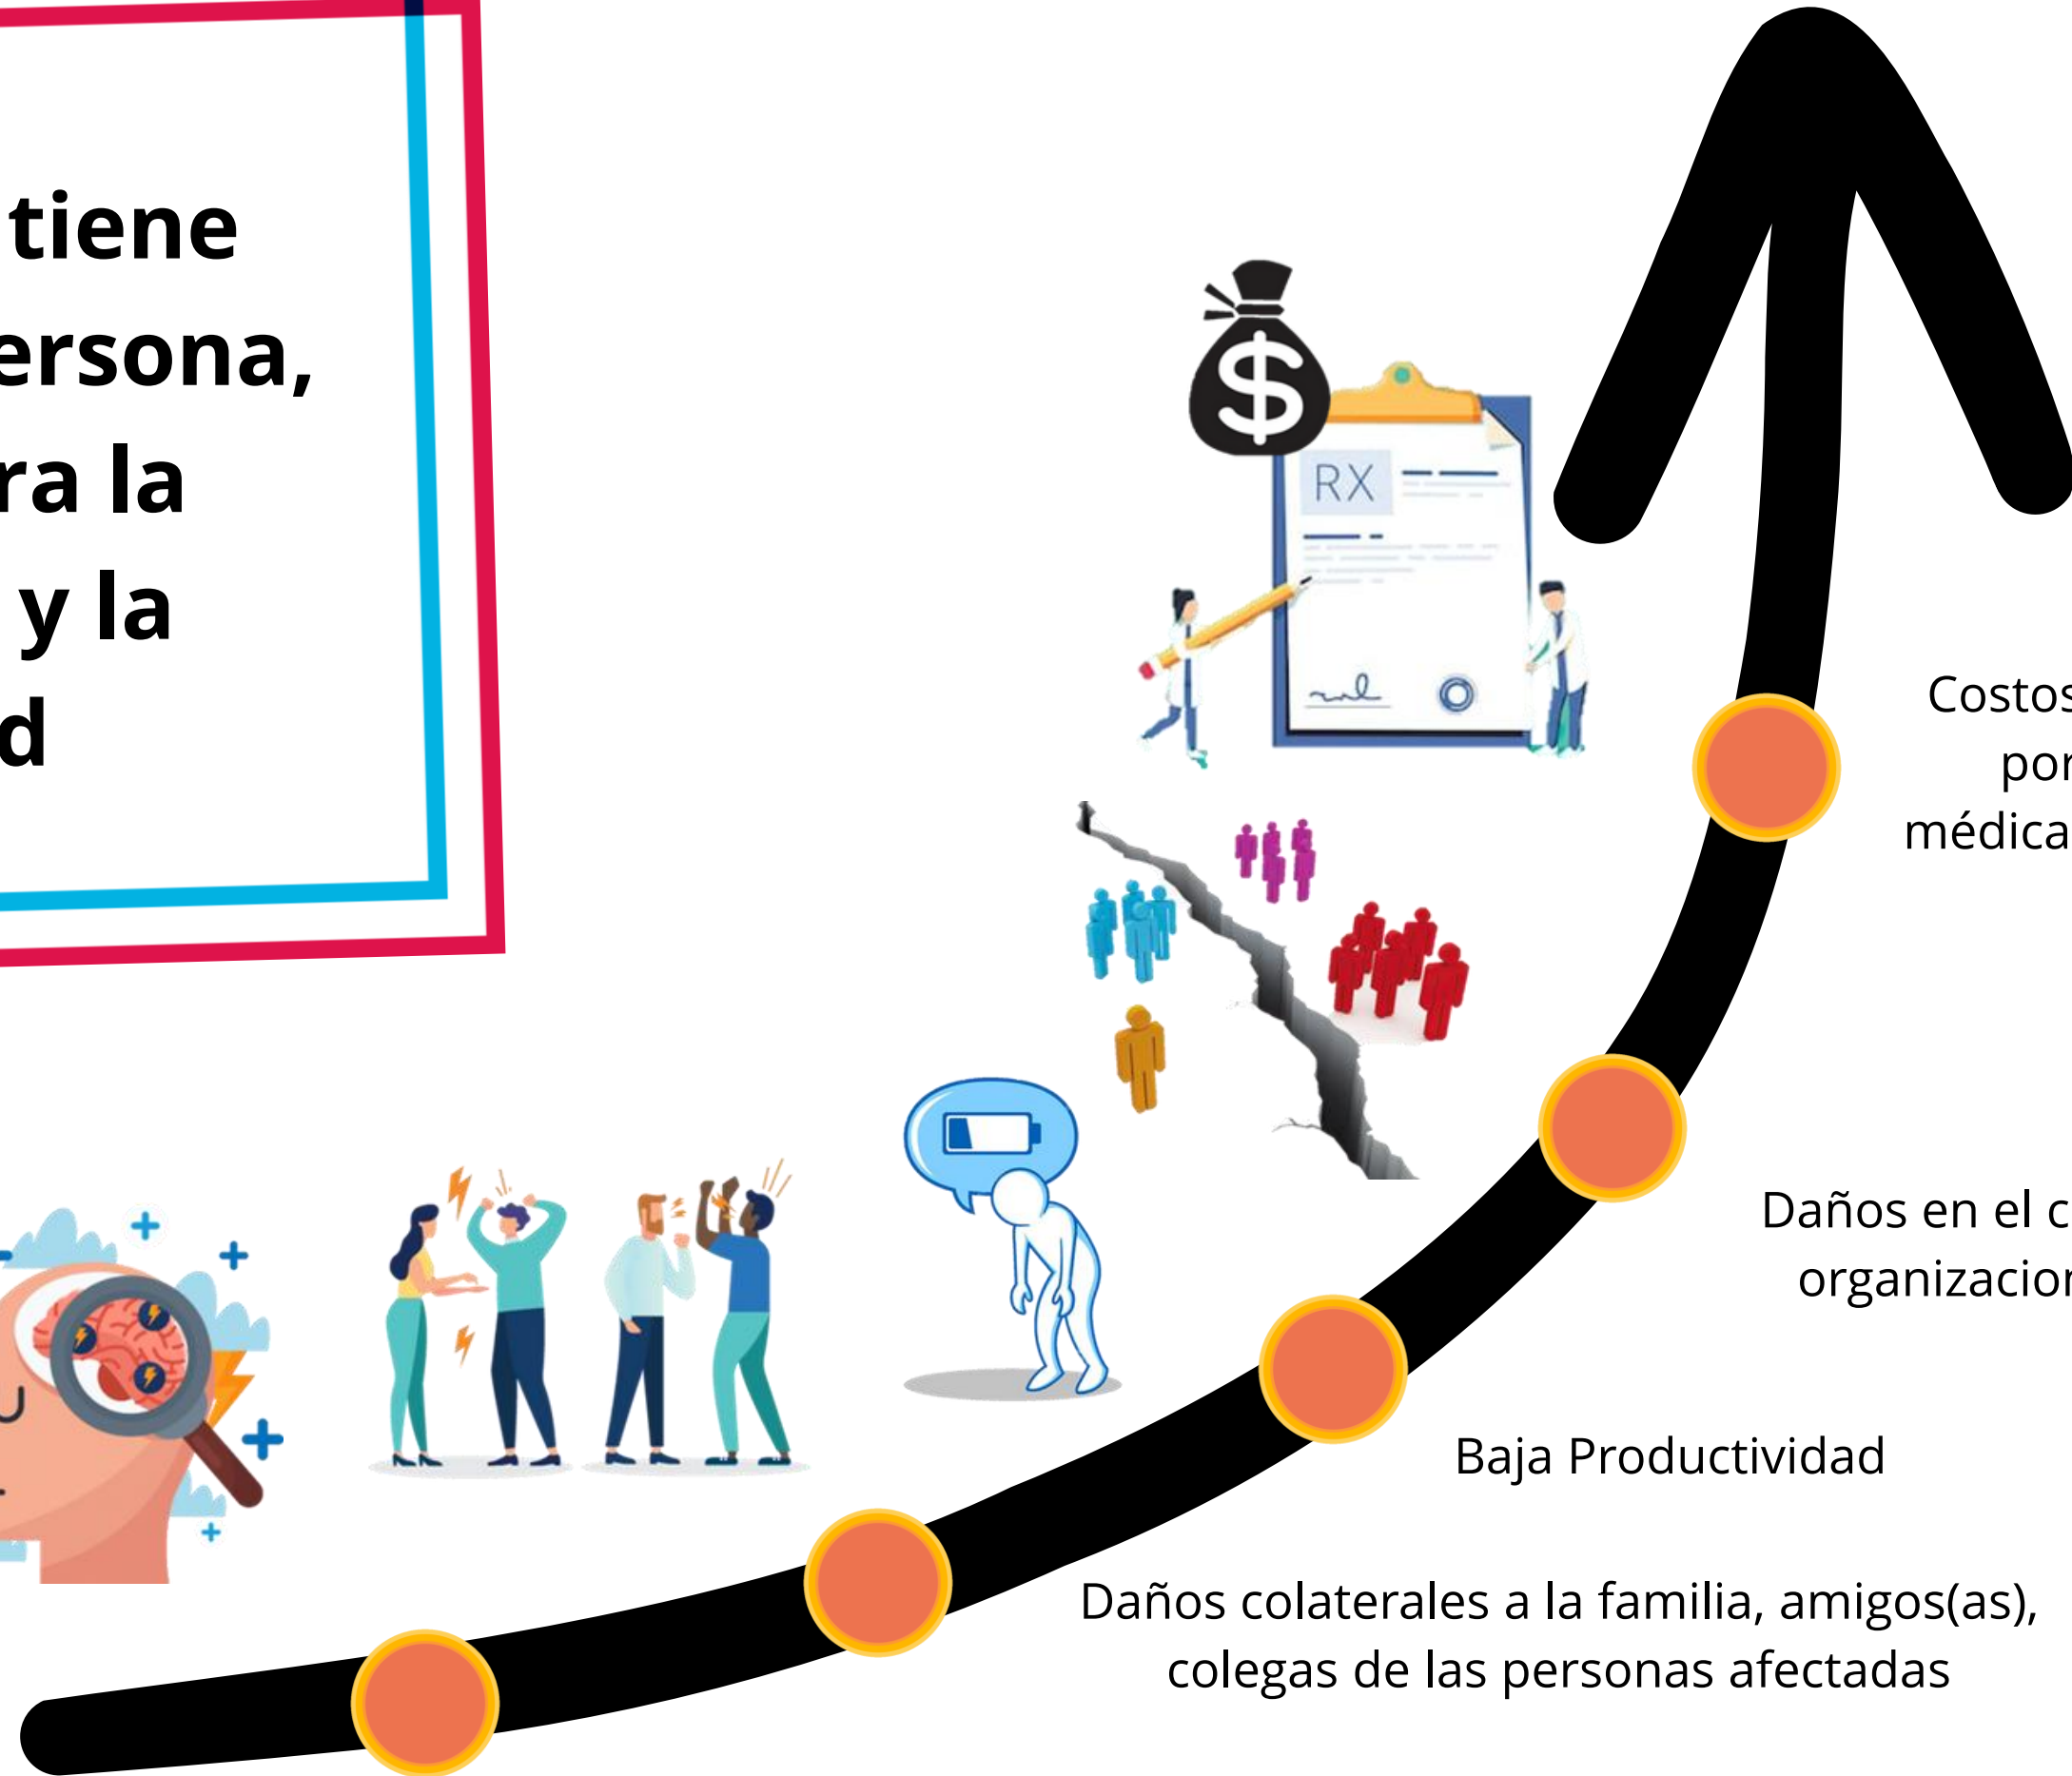 tiene
ersona,
ra la
y la
d
$
RX
Costos
por
médica
Daños en el c
organizacion
Baja Productividad
Daños colaterales a la familia, amigos(as),
colegas de las personas afectadas